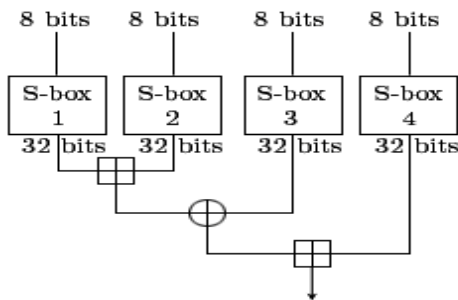 8 bits 8 bits 8 bits 8 bits
S-box S-box S-box S-box
1 2 3 4
32 bits 32 bits 32 bits 32 bits